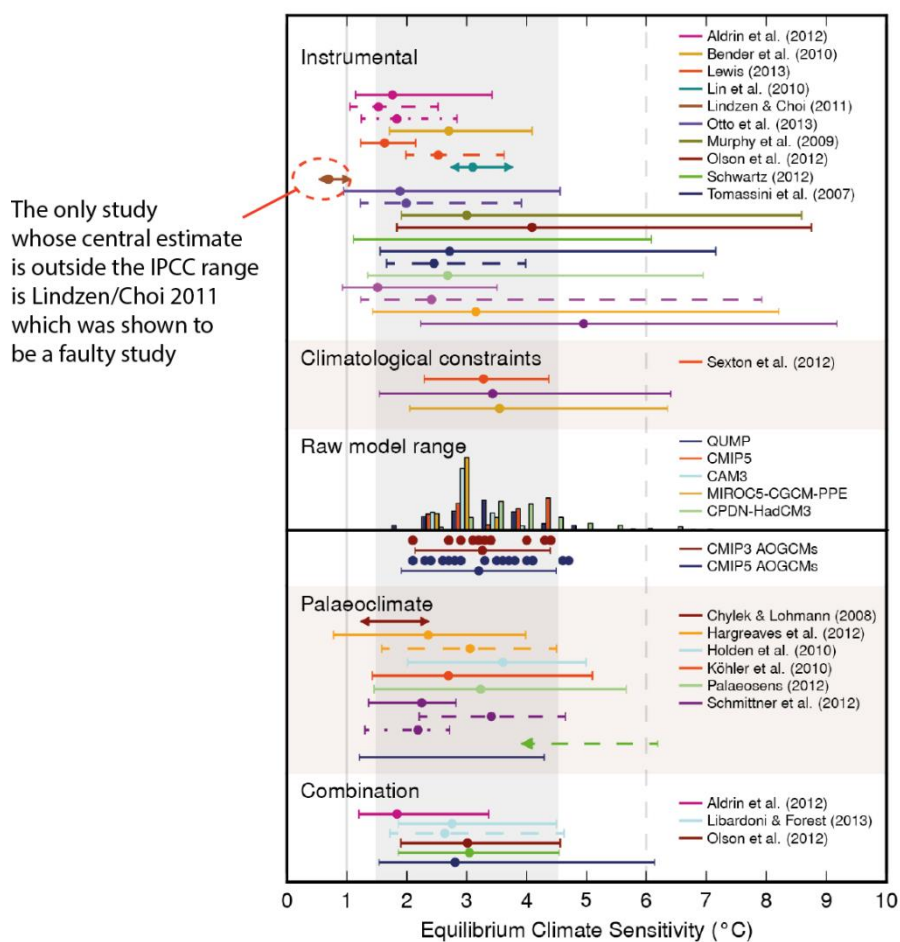 Instrumental
Aldrin et al. (2012)
Bender et al. (2010)
Lewis (2013)
Lin et al. (2010)
Lindzen & Choi (2011)
Otto et al. (2013)
Murphy et al. (2009)
Olson et al. (2012)
Schwartz (2012)
Tomassini et al. (2007)
The only study
whose central estimate
is outside the IPCC range
is Lindzen/Choi 2011
which was shown to
be a faulty study
Climatological constraints
Sexton et al. (2012)
Raw model range
QUMP
CMIP5
CAM3
MIROC5-CGCM-PPE
CPDN-HadCM3
CMIP3 AOGCMs
CMIP5 AOGCMs
Palaeoclimate
Chylek & Lohmann (2008)
Hargreaves et al. (2012)
Holden et al. (2010)
Köhler et al. (2010)
Palaeosens (2012)
Schmittner et al. (2012)
Combination
Aldrin et al. (2012)
Libardoni & Forest (2013)
Olson et al. (2012)
0 1 2 3 4 5 6 7 8 9 10
Equilibrium Climate Sensitivity (°C)